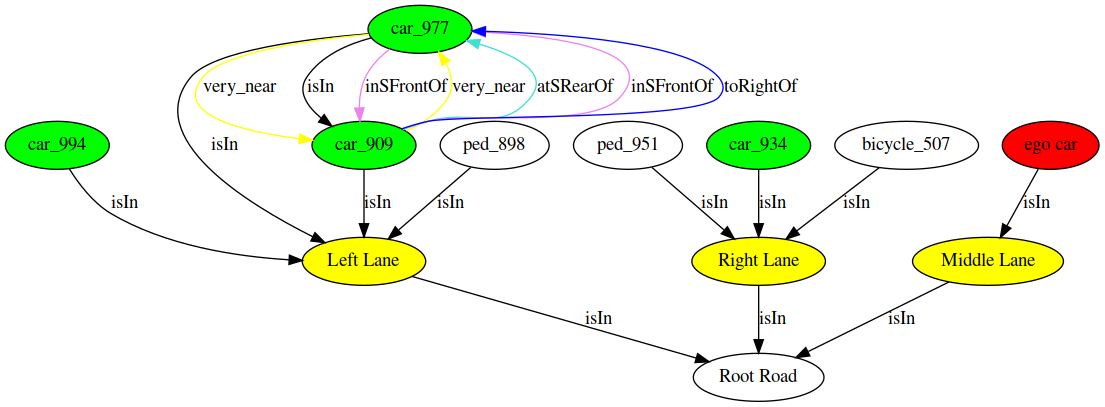 car_977
very_near
isIn
inSFrontOf
very_near
atSRearOf
inSFrontOf
toRightOf
car_994
isIn
car_909
ped_898
ped_951
car_934
bicycle_507
ego car
isIn
isIn
isIn
isIn
isIn
isIn
isIn
Left Lane
Right Lane
Middle Lane
isIn
isIn
isIn
Root Road